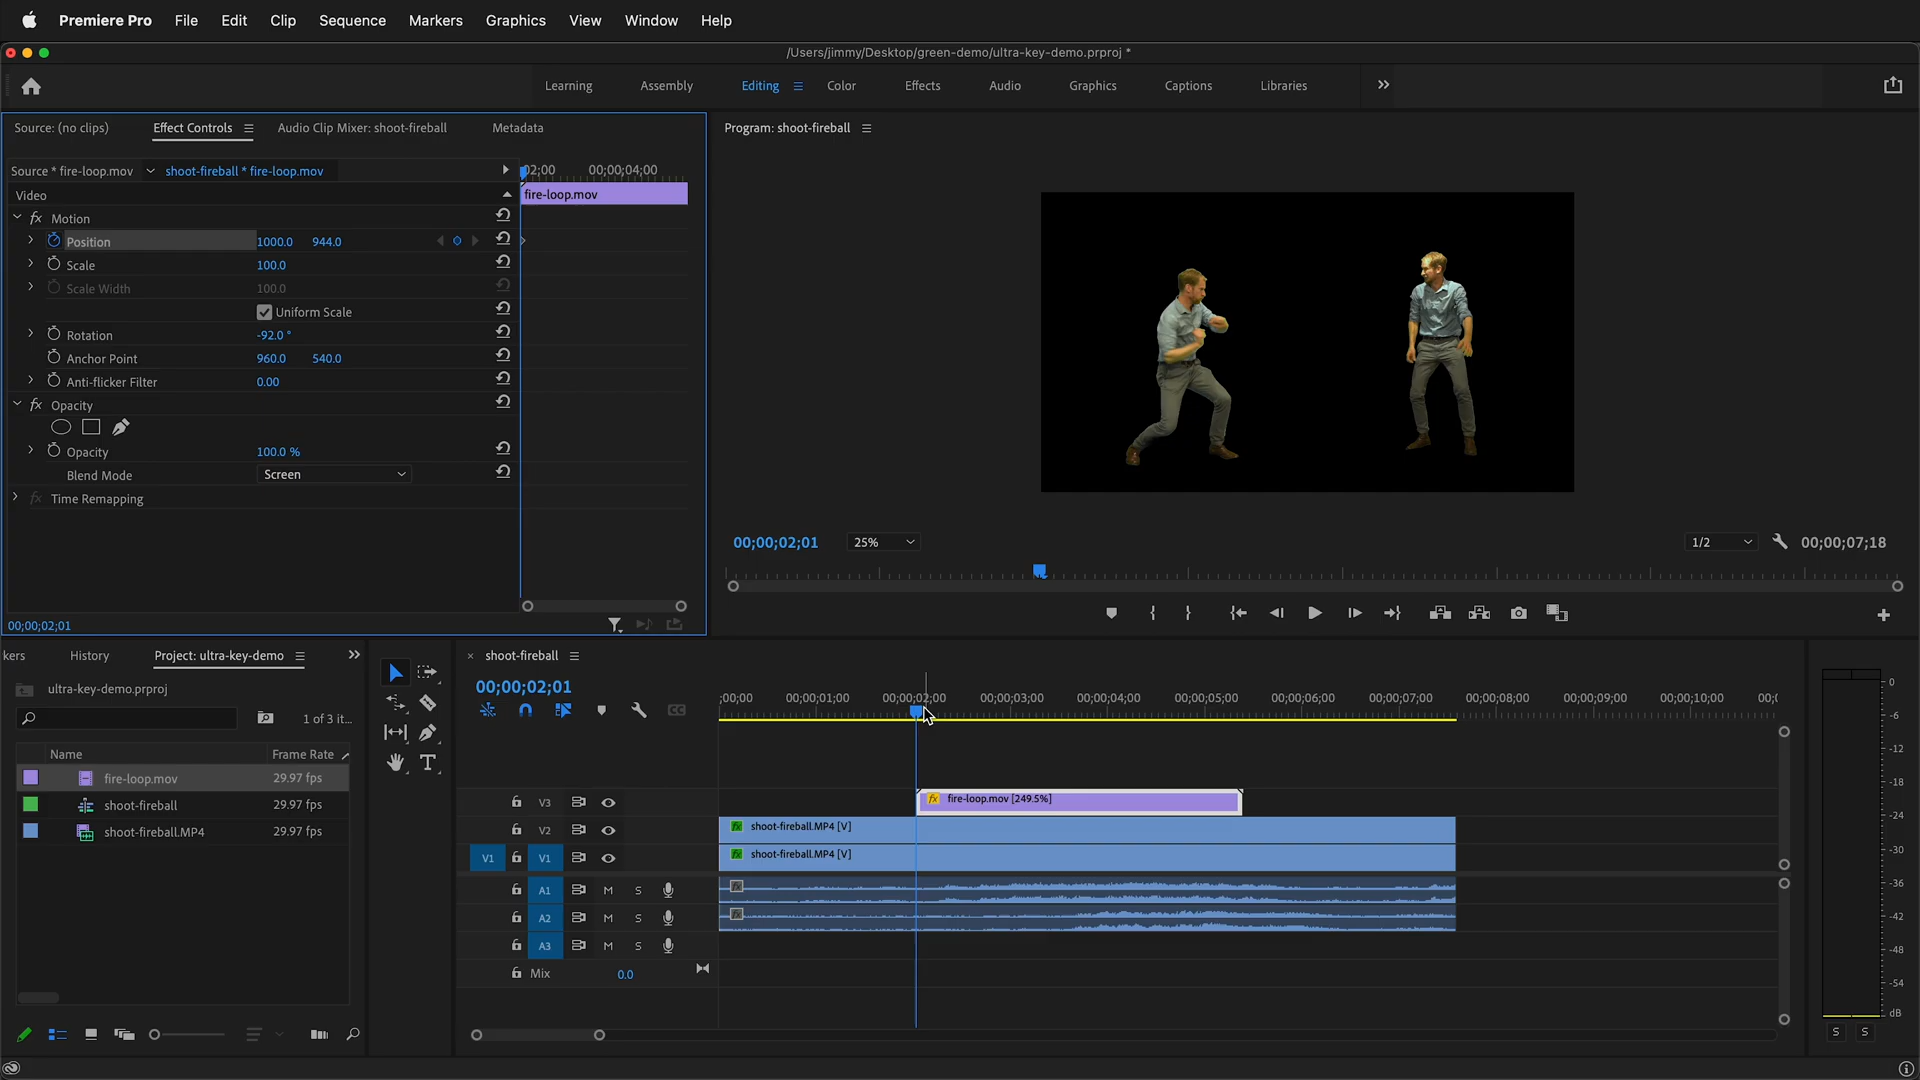 Premiere Pro File Edit Clip Sequence Markers Graphics View Window Help
/Users/jimmy/Desktop/green-demo/ultra-key-demo.prproj *
Learning Assembly Editing Color Effects Audio Graphics Captions Libraries
Source: (no clips) Effect Controls Audio Clip Mixer: shoot-fireball Metadata
Program: shoot-fireball
Source * fire-loop.mov shoot-fireball * fire-loop.mov
02;00 00;00;04;00
Video
fire-loop.mov
fx Motion
Position 1000.0 944.0
Scale 100.0
Scale Width 100.0
Uniform Scale
Rotation -92.0 °
Anchor Point 960.0 540.0
Anti-flicker Filter 0.00
fx Opacity
Opacity 100.0 %
Blend Mode Screen
fx Time Remapping
00;00;02;01
00;00;02;01 25% 1/2 00;00;07;18
kers History Project: ultra-key-demo
ultra-key-demo.prproj
1 of 3 it...
Name Frame Rate
fire-loop.mov 29.97 fps
shoot-fireball 29.97 fps
shoot-fireball.MP4 29.97 fps
T
× shoot-fireball
00;00;02;01
;00;00 00;00;01;00 00;00;02;00 00;00;03;00 00;00;04;00 00;00;05;00 00;00;06;00 00;00;07;00 00;00;08;00 00;00;09;00 00;00;10;00 00;(
CC
V3 fx fire-loop.mov [249.5%]
V2 fx shoot-fireball.MP4 [V]
V1 V1 fx shoot-fireball.MP4 [V]
A1 M S fx
A2 M S fx
A3 M S
Mix 0.0
0
-6
-12
-18
-24
-30
-36
-42
-48
-54
dB
S S